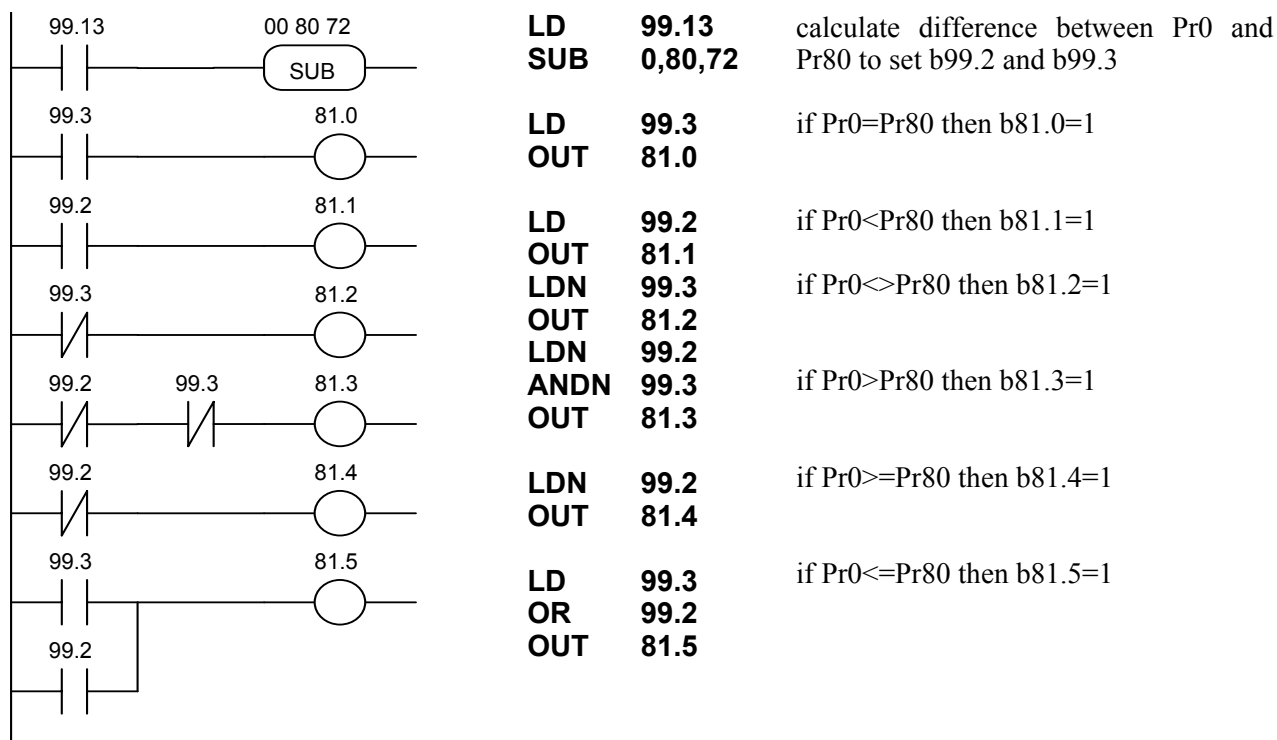 99.13 00 80 72
SUB
99.3 81.0
99.2 81.1
99.3 81.2
99.2 99.3 81.3
99.2 81.4
99.3 81.5
99.2
LD 99.13
SUB 0,80,72
LD 99.3
OUT 81.0
LD 99.2
OUT 81.1
LDN 99.3
OUT 81.2
LDN 99.2
ANDN 99.3
OUT 81.3
LDN 99.2
OUT 81.4
LD 99.3
OR 99.2
OUT 81.5
calculate difference between Pr0 and
Pr80 to set b99.2 and b99.3
if Pr0=Pr80 then b81.0=1
if Pr0<Pr80 then b81.1=1
if Pr0<>Pr80 then b81.2=1
if Pr0>Pr80 then b81.3=1
if Pr0>=Pr80 then b81.4=1
if Pr0<=Pr80 then b81.5=1